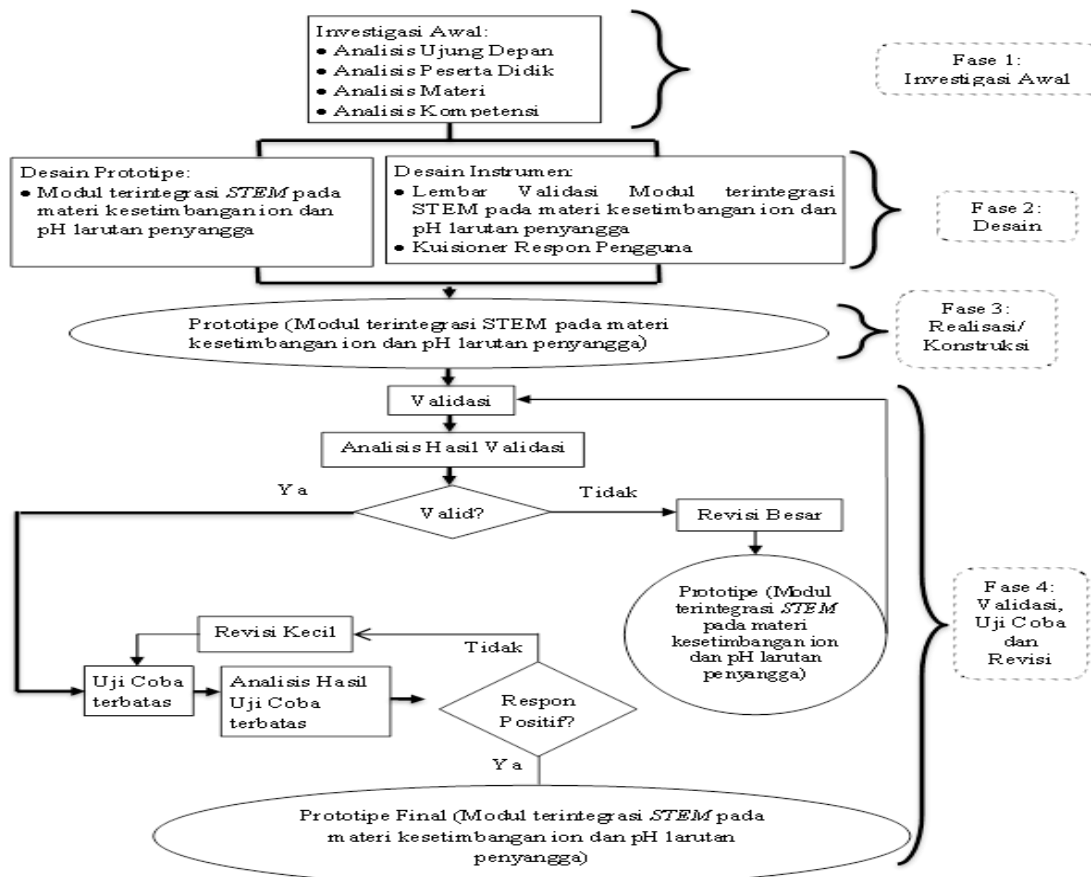 Investigasi Awal:
● Analisis Ujung Depan
● Analisis Peserta Didik
● Analisis Materi
● Analisis Kompetensi
Fase 1:
Investigasi Awal
Desain Prototipe:
● Modul terintegrasi STEM pada
materi kesetimbangan ion dan
pH larutan penyangga
Desain Instrumen:
● Lembar Validasi Modul terintegrasi
STEM pada materi kesetimbangan ion dan
pH larutan penyangga
● Kuisioner Respon Pengguna
Fase 2:
Desain
Prototipe (Modul terintegrasi STEM pada materi
kesetimbangan ion dan pH larutan penyangga)
Fase 3:
Realisasi/
Konstruksi
Validasi
Analisis Hasil Validasi
Ya
Valid?
Tidak
Revisi Besar
Prototipe (Modul
terintegrasi STEM
pada materi
kesetimbangan ion
dan pH larutan
penyangga)
Fase 4:
Validasi,
Uji Coba
dan
Revisi
Revisi Kecil
Tidak
Uji Coba
terbatas
Analisis Hasil
Uji Coba
terbatas
Respon
Positif?
Ya
Prototipe Final (Modul terintegrasi STEM pada
materi kesetimbangan ion dan pH larutan
penyangga)